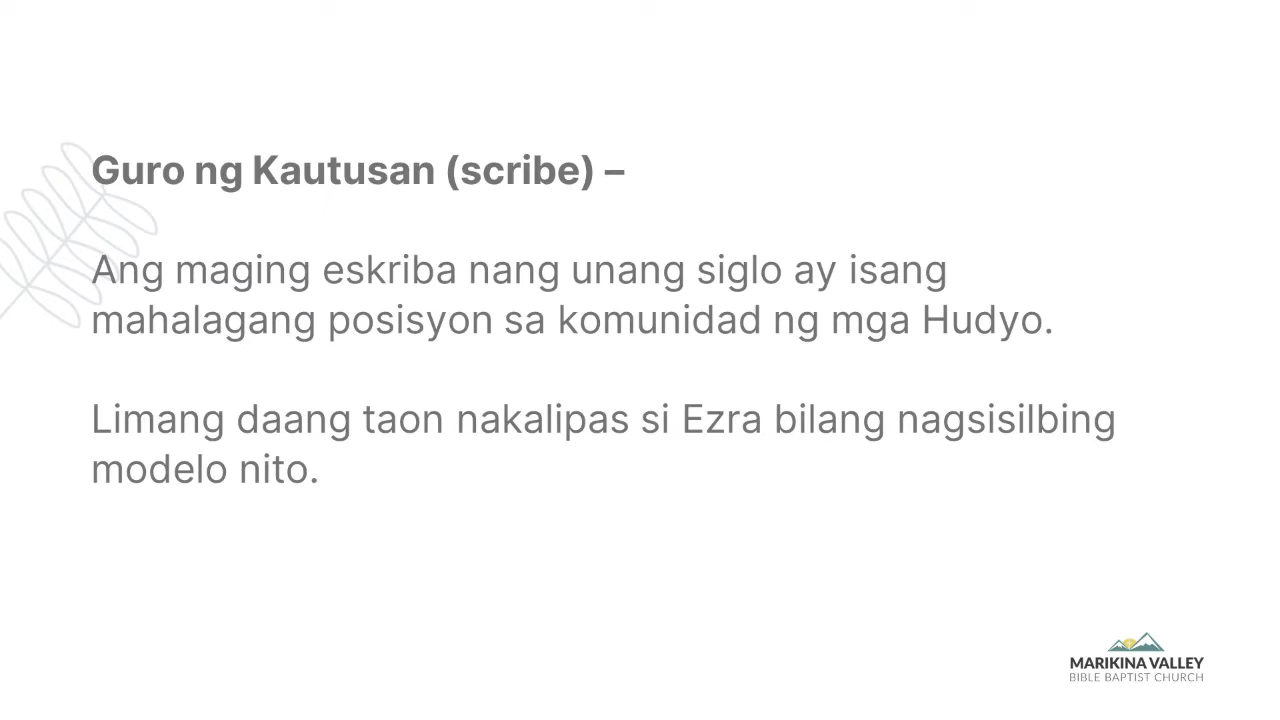 Guro ng Kautusan (scribe) –
Ang maging eskriba nang unang siglo ay isang
mahalagang posisyon sa komunidad ng mga Hudyo.
Limang daang taon nakalipas si Ezra bilang nagsisilbing
modelo nito.
MARIKINA VALLEY
BIBLE BAPTIST CHURCH